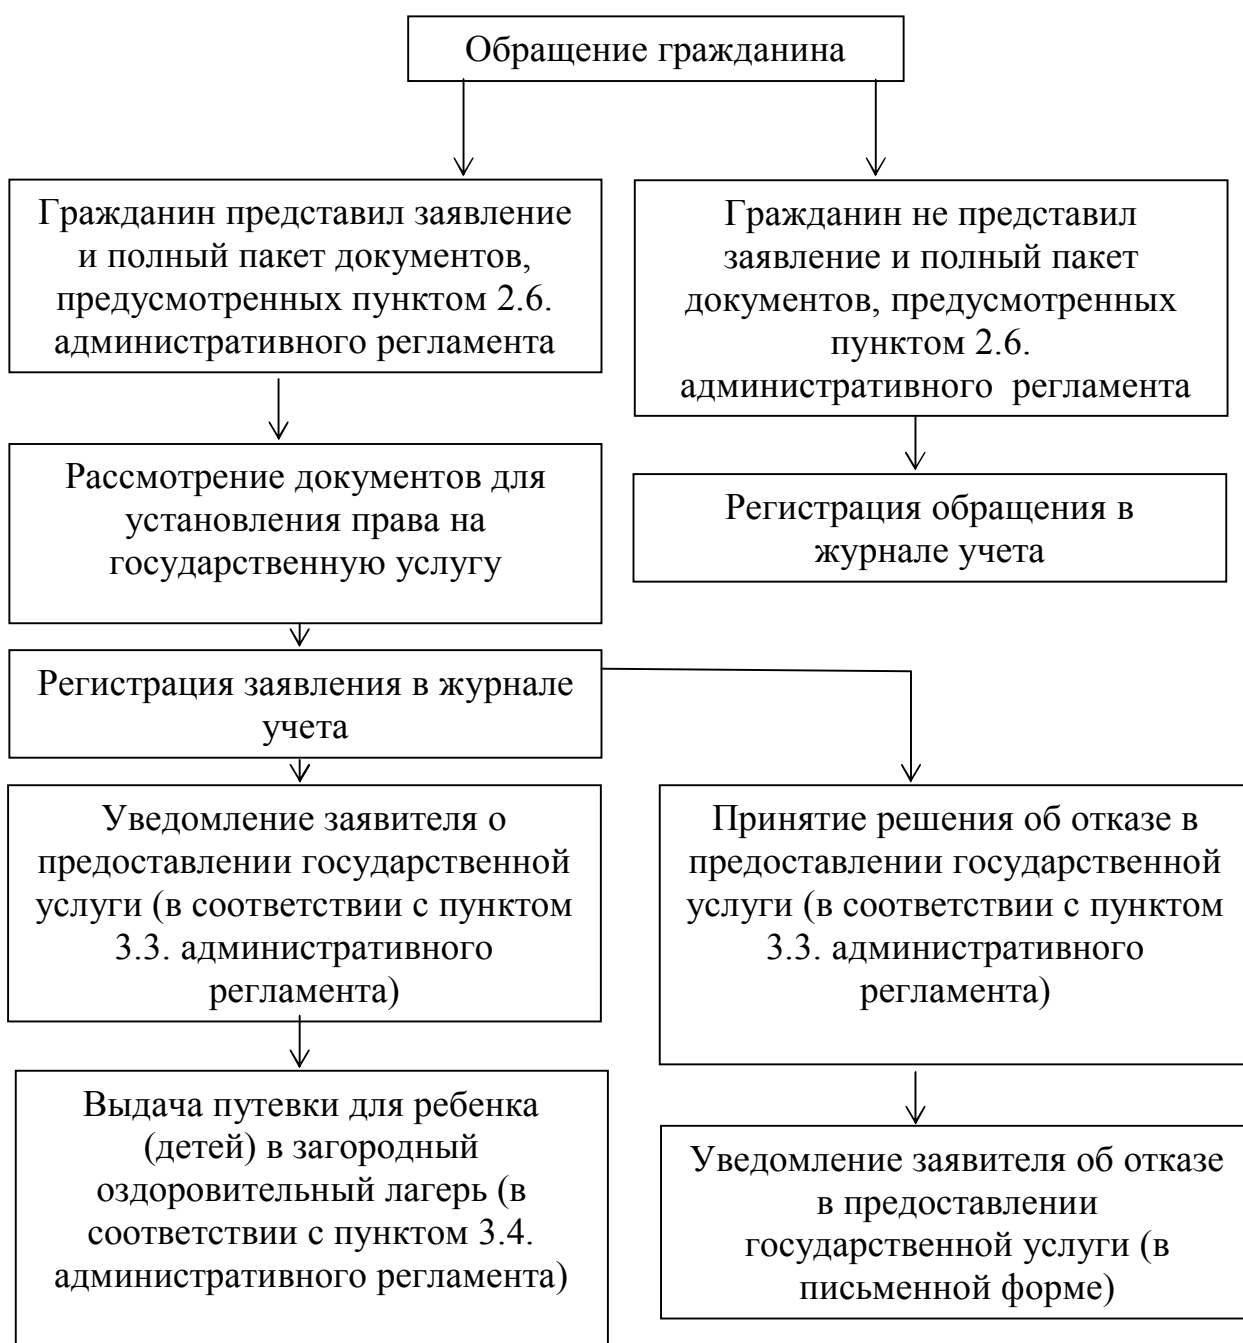 Обращение гражданина
Гражданин представил заявление
и полный пакет документов,
предусмотренных пунктом 2.6.
административного регламента
Гражданин не представил
заявление и полный пакет
документов, предусмотренных
пунктом 2.6.
административного  регламента
Рассмотрение документов для
установления права на
государственную услугу
Регистрация обращения в
журнале учета
Регистрация заявления в журнале
учета
Уведомление заявителя о
предоставлении государственной
услуги (в соответствии с пунктом
3.3. административного
регламента)
Принятие решения об отказе в
предоставлении государственной
услуги (в соответствии с пунктом
3.3. административного
регламента)
Выдача путевки для ребенка
(детей) в загородный
оздоровительный лагерь (в
соответствии с пунктом 3.4.
административного регламента)
Уведомление заявителя об отказе
в предоставлении
государственной услуги (в
письменной форме)